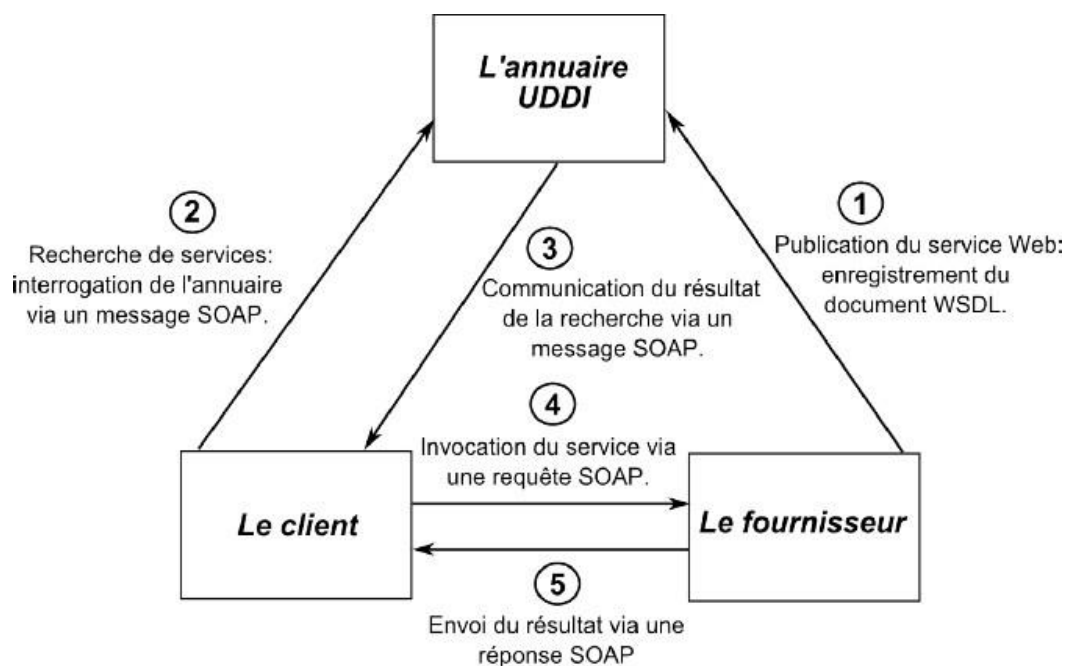 L'annuaire
UDDI
2
Recherche de services:
interrogation de l'annuaire
via un message SOAP.
3
Communication du résultat
de la recherche via un
message SOAP.
1
Publication du service Web:
enregistrement du
document WSDL.
4
Invocation du service via
une requête SOAP.
Le client
Le fournisseur
5
Envoi du résultat via une
réponse SOAP